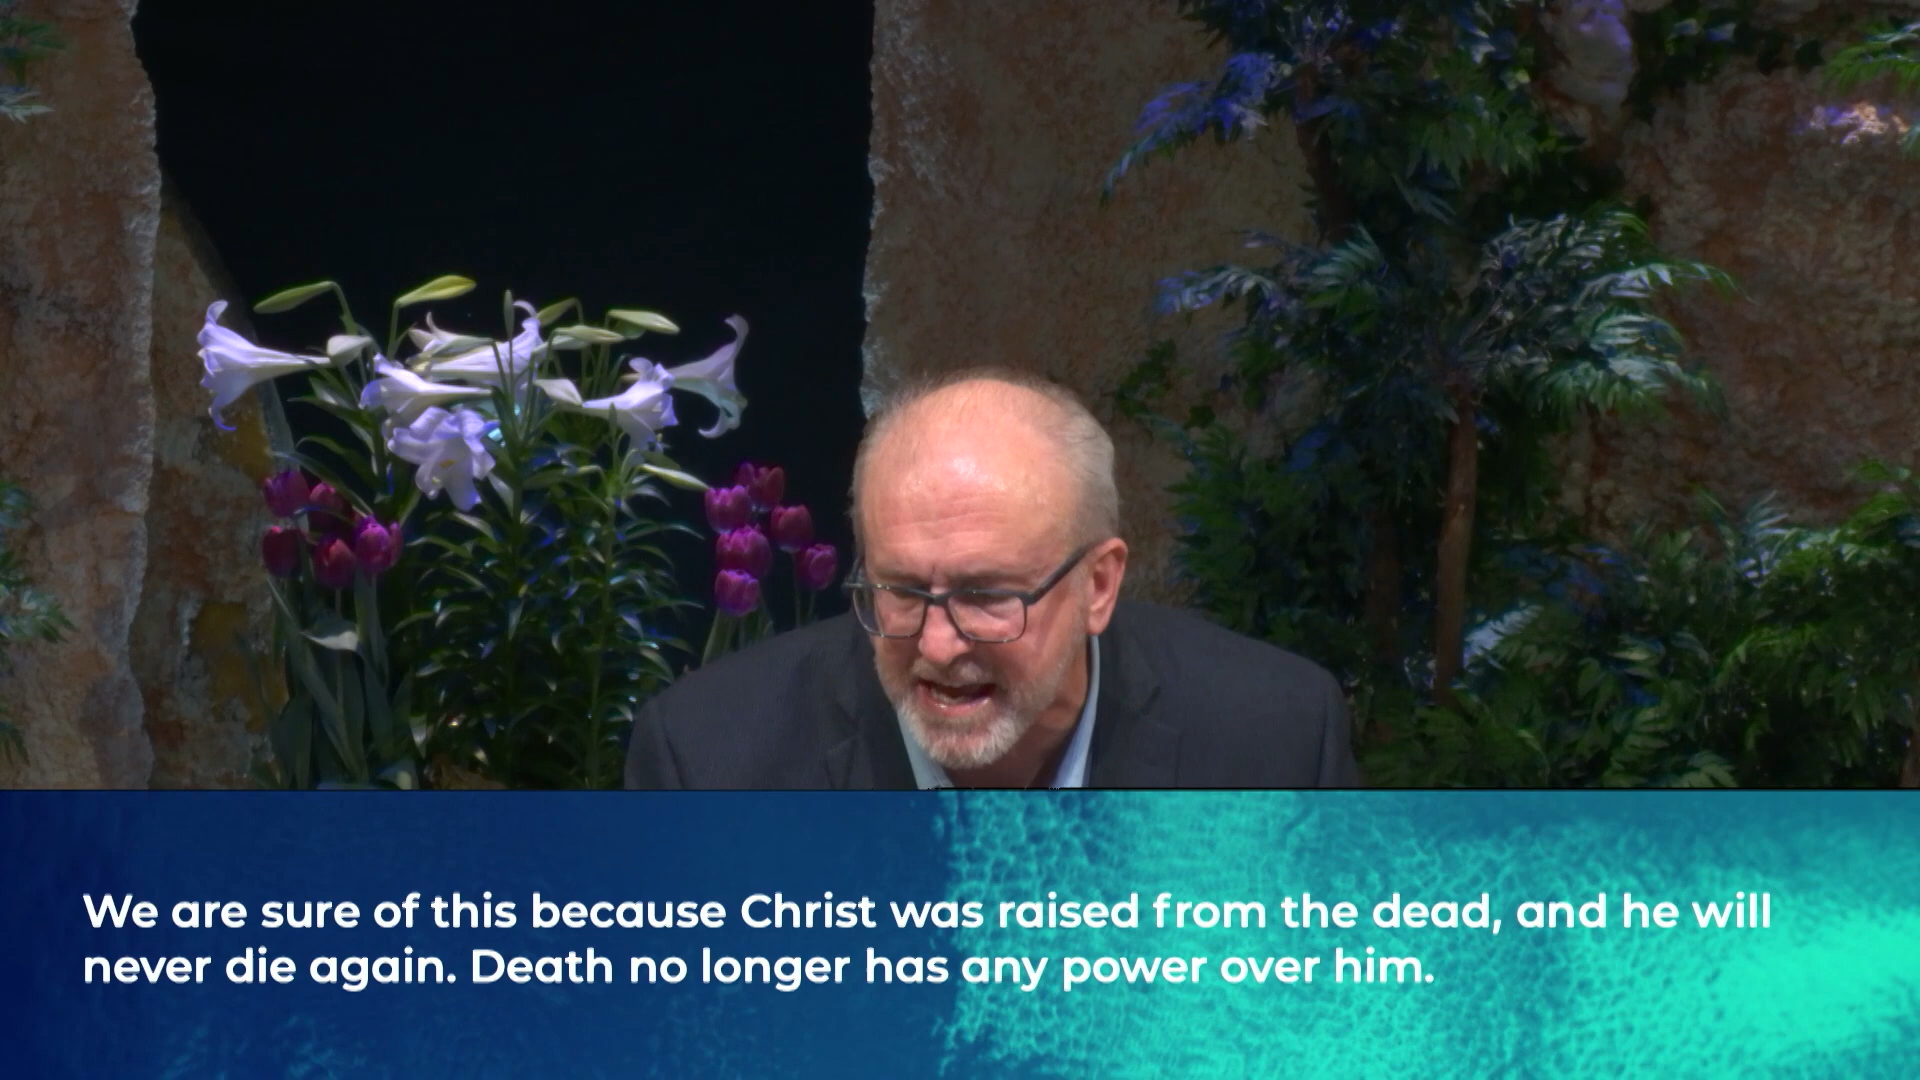 We are sure of this because Christ was raised from the dead, and he will
never die again. Death no longer has any power over him.